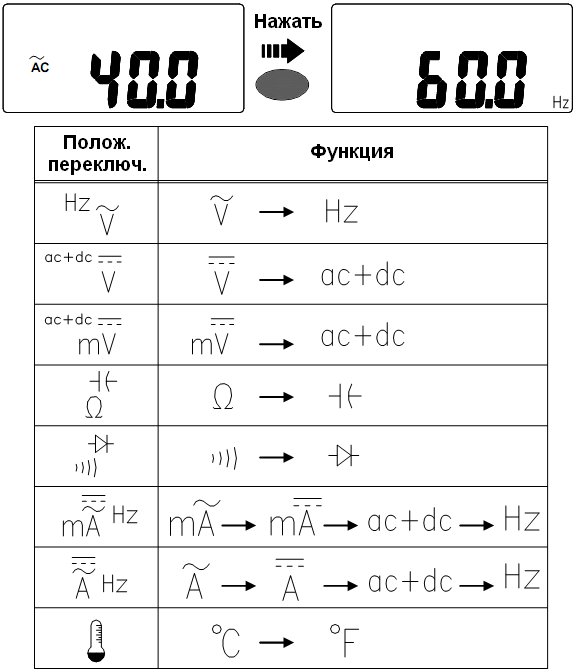 Нажать
~
AC 40.0
60.0 Hz
Полож. переключ.
Функция
Hz V
V → Hz
ac+dc V
V → ac+dc
ac+dc mV
mV → ac+dc
Ω
Ω →
mA Hz
mA → mA → ac+dc → Hz
A Hz
A → A → ac+dc → Hz
°C → °F